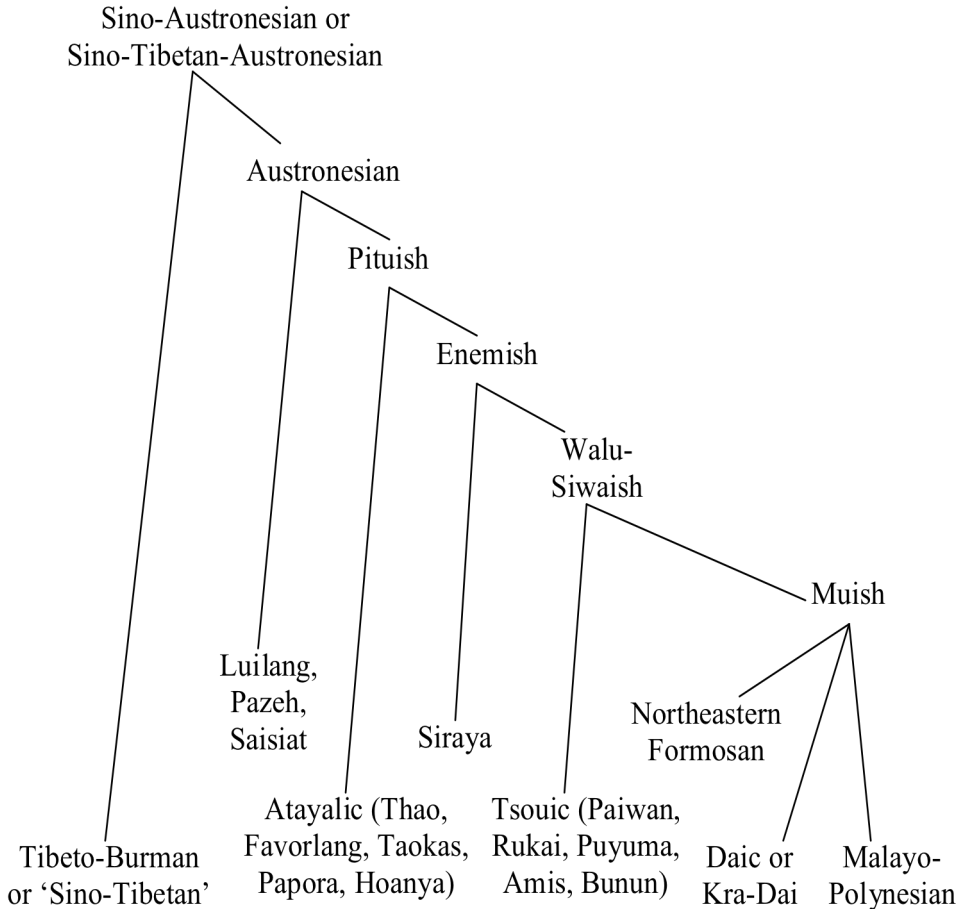 Sino-Austronesian or
Sino-Tibetan-Austronesian
Austronesian
Pituish
Enemish
Walu-
Siwaish
Muish
Luilang,
Pazeh,
Saisiat
Siraya
Northeastern
Formosan
Atayalic (Thao,
Favorlang, Taokas,
Papora, Hoanya)
Tsouic (Paiwan,
Rukai, Puyuma,
Amis, Bunun)
Tibeto-Burman
or ‘Sino-Tibetan’
Daic or
Kra-Dai
Malayo-
Polynesian